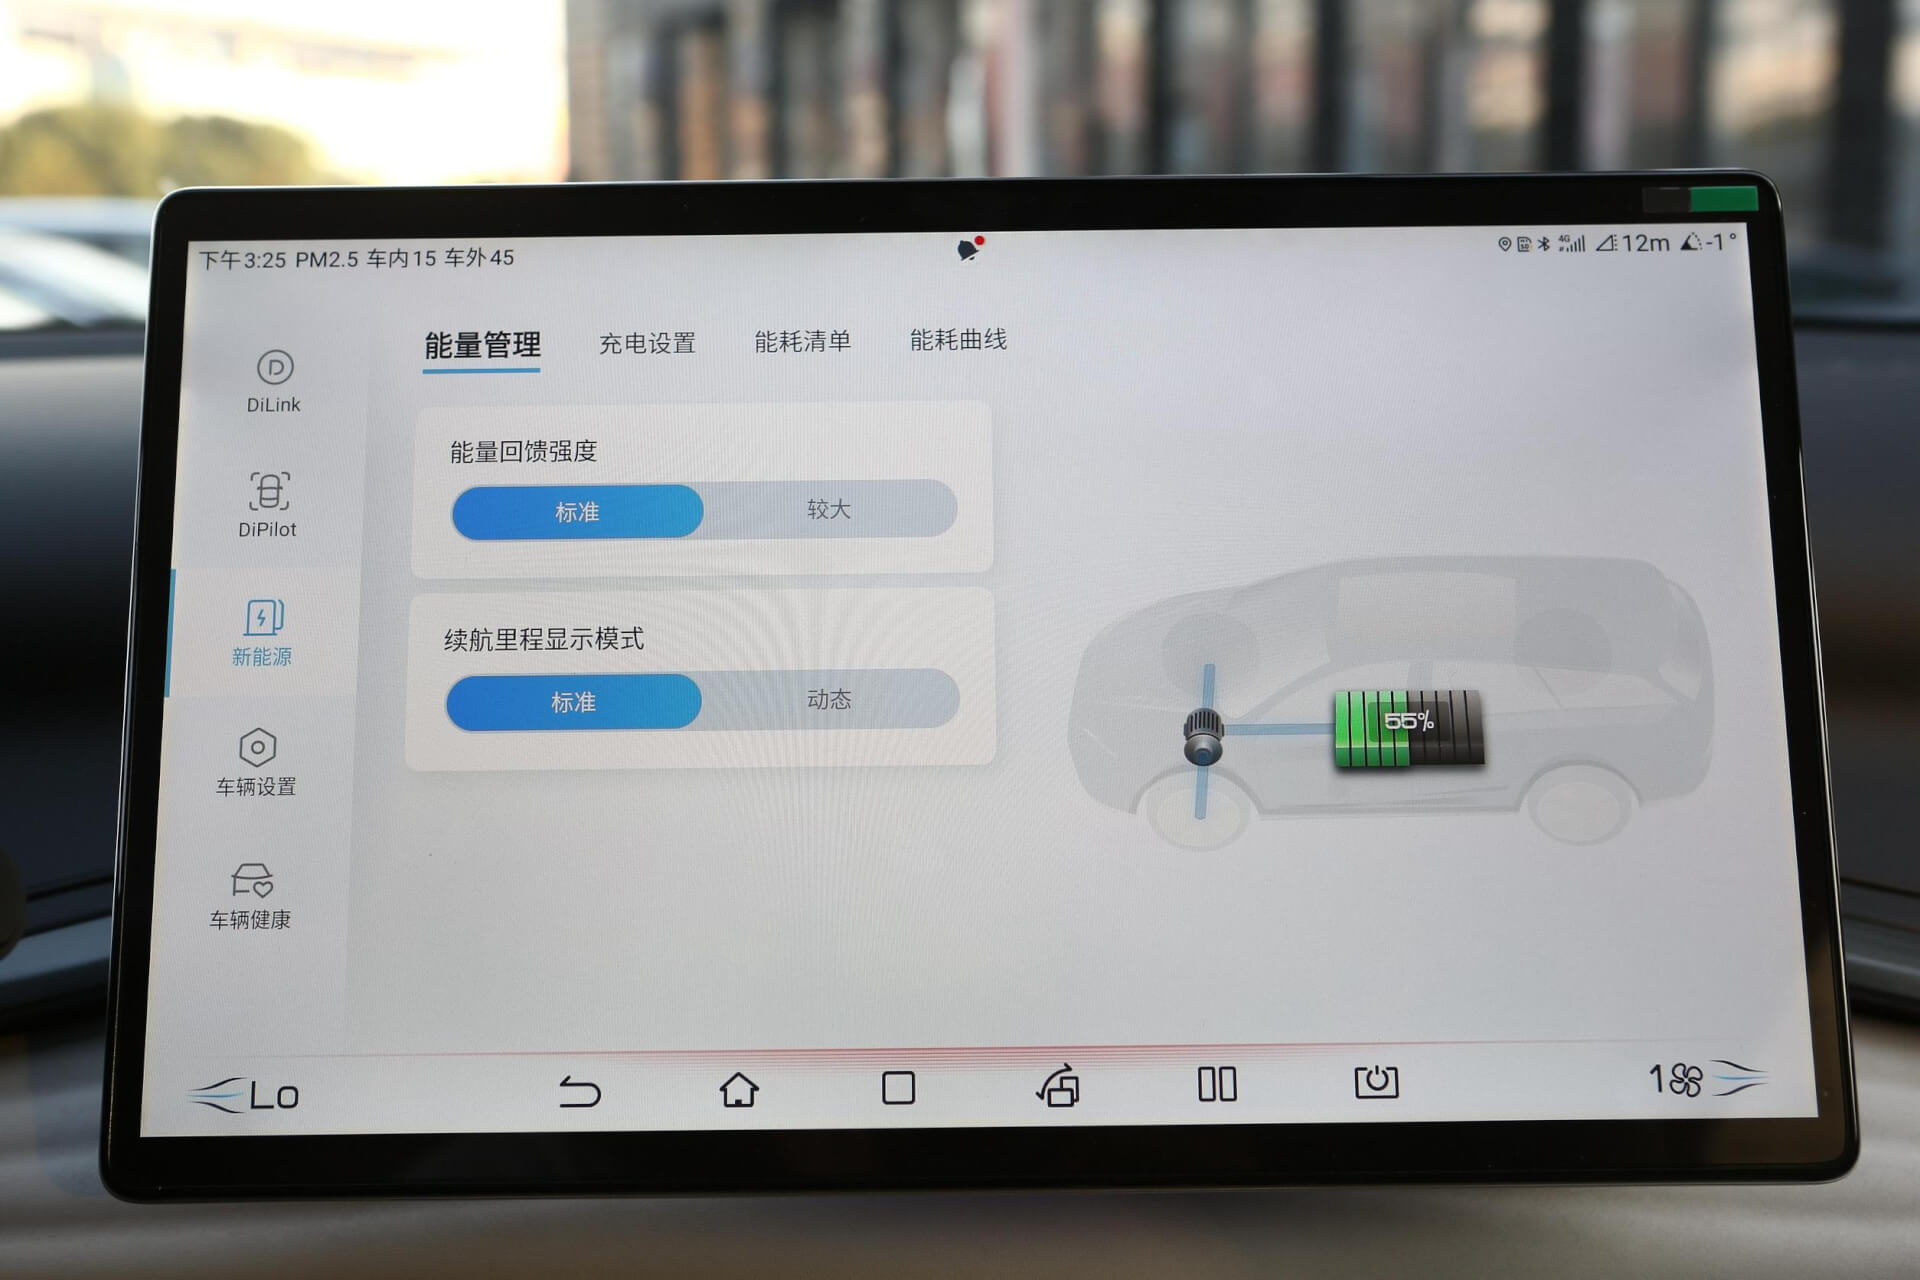 下午3:25 PM2.5 车内15 车外45
4G 12m -1°
能量管理 充电设置 能耗清单 能耗曲线
DiLink
DiPilot
新能源
车辆设置
车辆健康
能量回馈强度
标准 较大
续航里程显示模式
标准 动态
55%
Lo
1